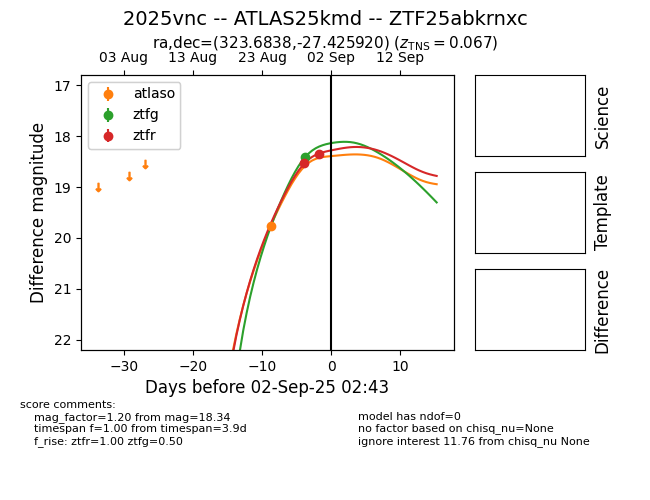 2025vnc -- ATLAS25kmd -- ZTF25abkrnxc
ra,dec=(323.6838,-27.425920) (z_TNS = 0.067)
03 Aug 13 Aug 23 Aug 02 Sep 12 Sep
17
18
19
20
21
22
Difference magnitude
atlaso
ztfg
ztfr
−30 −20 −10 0 10
Days before 02-Sep-25 02:43
Science
Template
Difference
score comments:
mag_factor=1.20 from mag=18.34
timespan f=1.00 from timespan=3.9d
f_rise: ztfr=1.00 ztfg=0.50
model has ndof=0
no factor based on chisq_nu=None
ignore interest 11.76 from chisq_nu None